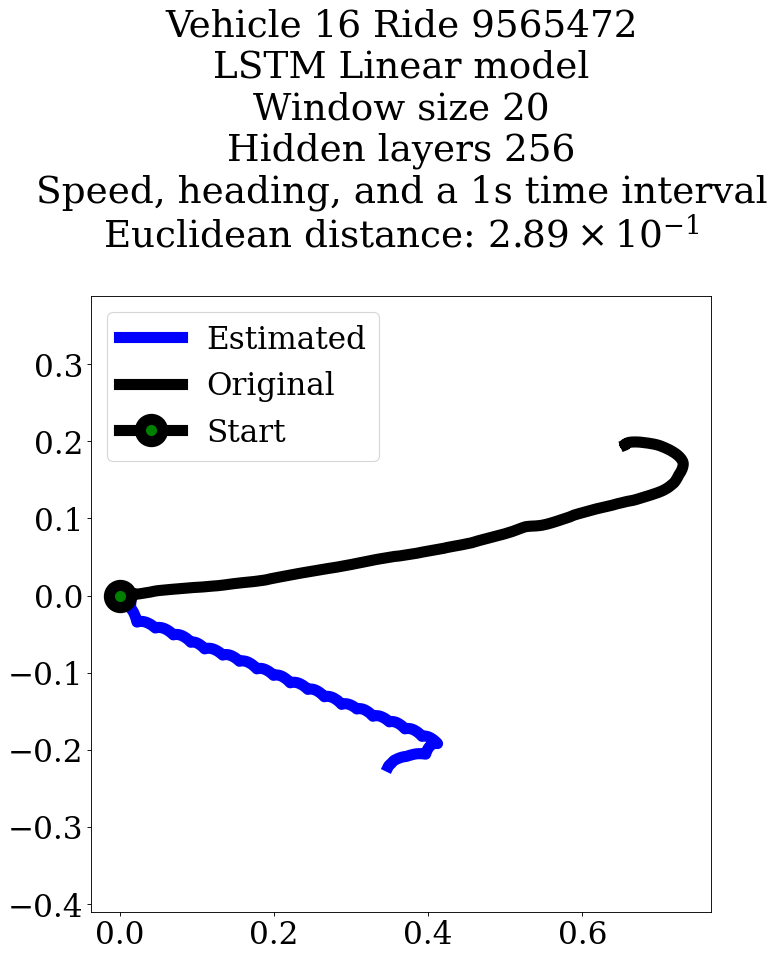 Vehicle 16 Ride 9565472
LSTM Linear model
Window size 20
Hidden layers 256
Speed, heading, and a 1s time interval
Euclidean distance: 2.89 × 10⁻¹
Estimated
Original
Start
0.3
0.2
0.1
0.0
−0.1
−0.2
−0.3
−0.4
0.0 0.2 0.4 0.6